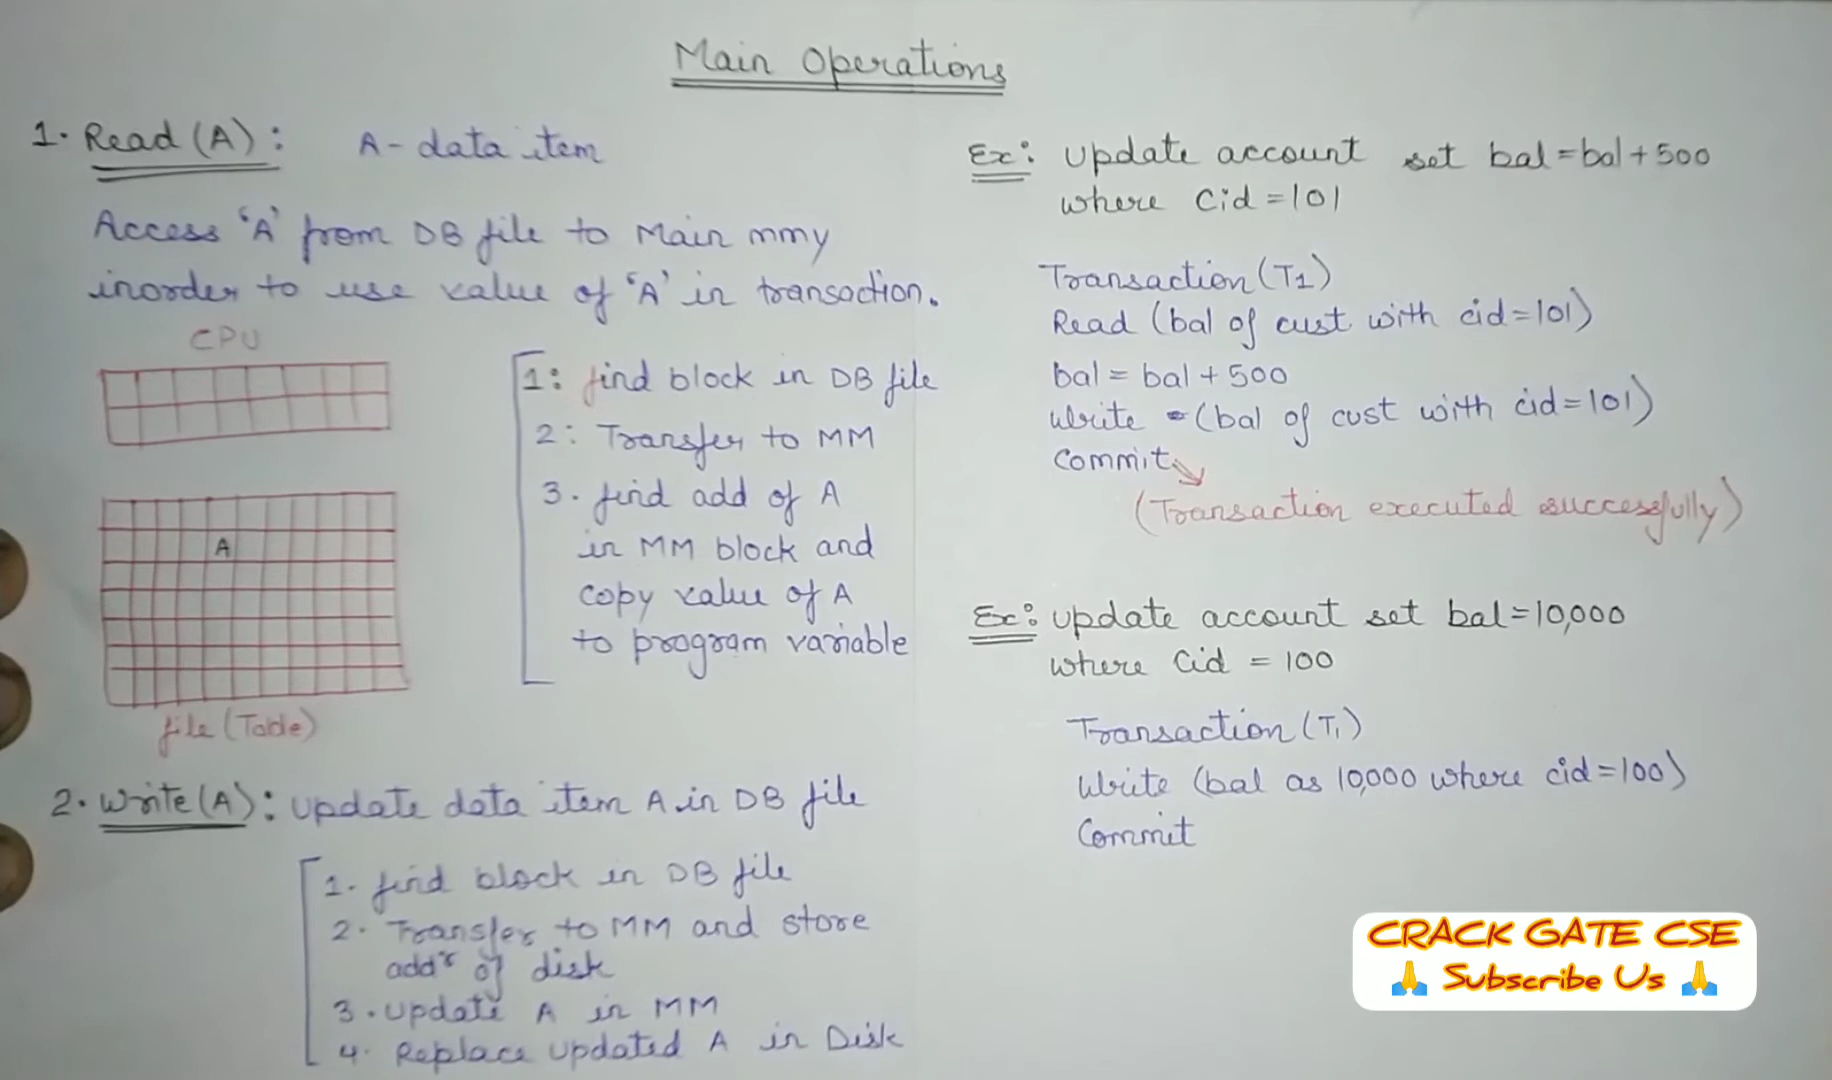 Main Operations
1. Read (A): A - data item
Access 'A' from DB file to Main mmy
inorder to use value of 'A' in transaction.
CPU
A
file (Table)
1: find block in DB file
2: Transfer to MM
3. find add of A
in MM block and
copy value of A
to program variable
2. Write (A): Update data item A in DB file
1. find block in DB file
2. Transfer to MM and store
addr of disk
3. Update A in MM
4. Replace updated A in Disk
Ex: Update account set bal = bal + 500
where Cid = 101
Transaction (T1)
Read (bal of cust with cid = 101)
bal = bal + 500
Write (bal of cust with cid = 101)
Commit
(Transaction executed successfully)
Ex: Update account set bal = 10,000
where Cid = 100
Transaction (T1)
Write (bal as 10,000 where cid = 100)
Commit
CRACK GATE CSE
🙏 Subscribe Us 🙏